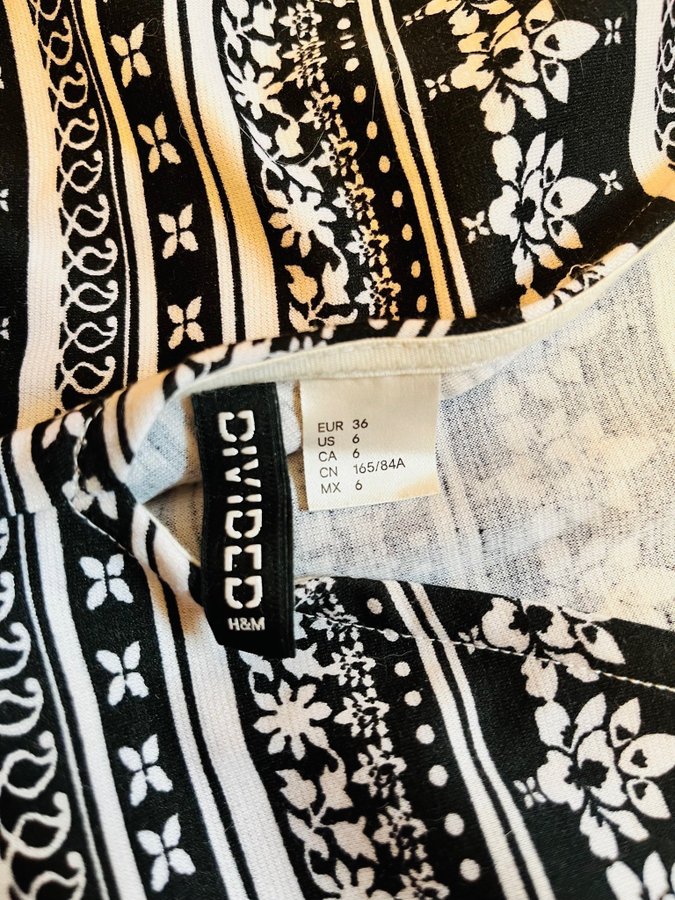 DIVIDED
H&M
EUR 36
US 6
CA 6
CN 165/84A
MX 6